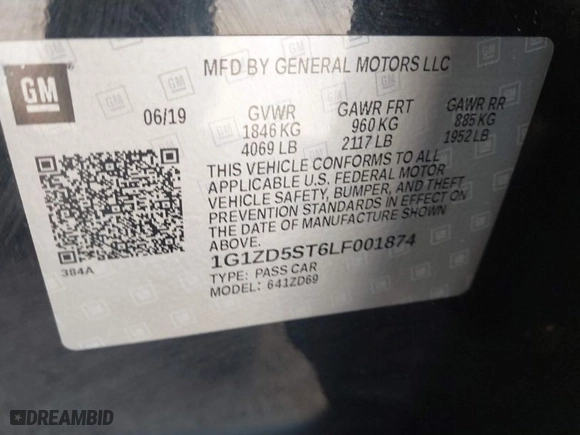 GM
MFD BY GENERAL MOTORS LLC
06/19 GVWR GAWR FRT GAWR RR
1846 KG 960 KG 885 KG
4069 LB 2117 LB 1952 LB
THIS VEHICLE CONFORMS TO ALL
APPLICABLE U.S. FEDERAL MOTOR
VEHICLE SAFETY, BUMPER, AND THEFT
PREVENTION STANDARDS IN EFFECT ON
THE DATE OF MANUFACTURE SHOWN
ABOVE.
384A
1G1ZD5ST6LF001874
TYPE: PASS CAR
MODEL: 641ZD69
DREAMBID